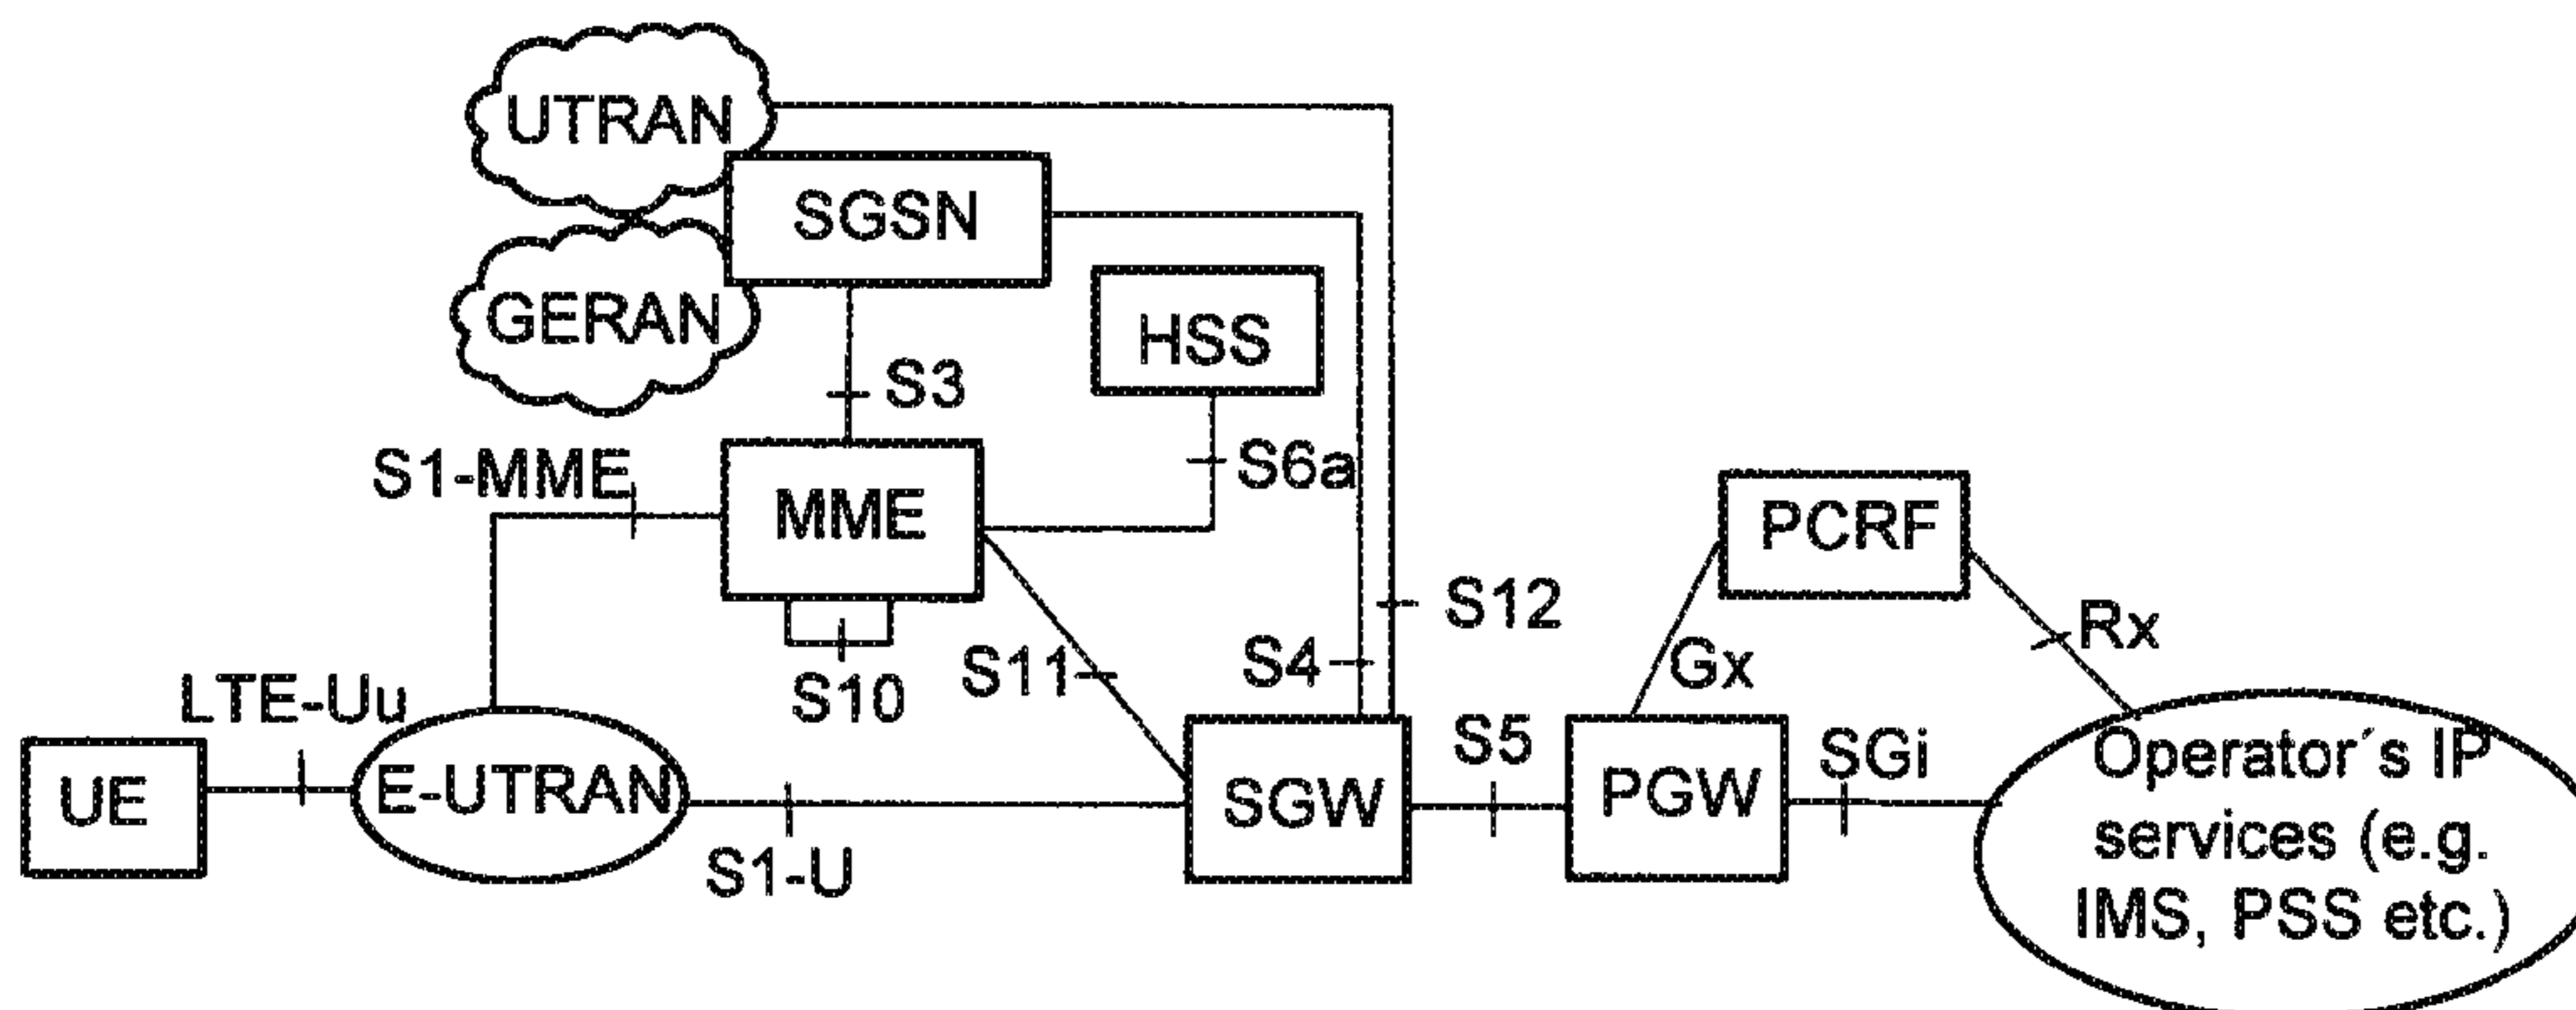 UTRAN
SGSN
GERAN
HSS
S3
S1-MME
S6a
MME
PCRF
S12
Rx
S11
S4
Gx
S10
LTE-Uu
S5
SGi
UE
E-UTRAN
SGW
PGW
Operator´s IP
services (e.g.
IMS, PSS etc.)
S1-U